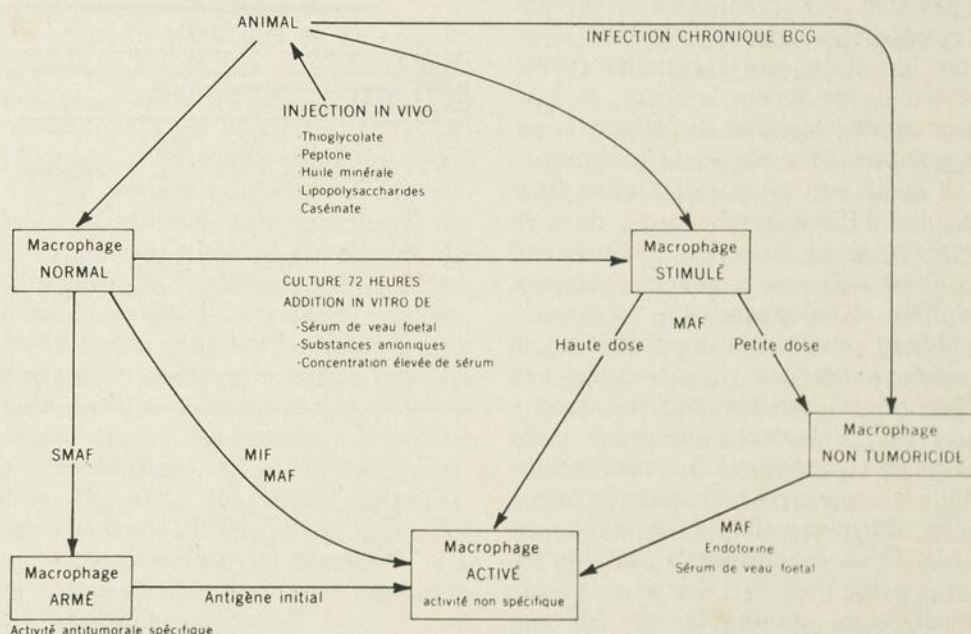 ANIMAL
INFECTION CHRONIQUE BCG
INJECTION IN VIVO
-Thioglycolate
-Peptone
-Huile minérale
-Lipopolysaccharides
Caséinate
Macrophage
NORMAL
Macrophage
STIMULÉ
CULTURE 72 HEURES
ADDITION IN VITRO DE
-Sérum de veau foetal
-Substances anioniques
-Concentration élevée de sérum
MAF
Haute dose
Petite dose
Macrophage
NON TUMORICIDE
SMAF
MIF
MAF
MAF
Endotoxine
Sérum de veau foetal
Macrophage
ARMÉ
Antigène initial
Macrophage
ACTIVÉ
activité non spécifique
Activité antitumorale spécifique